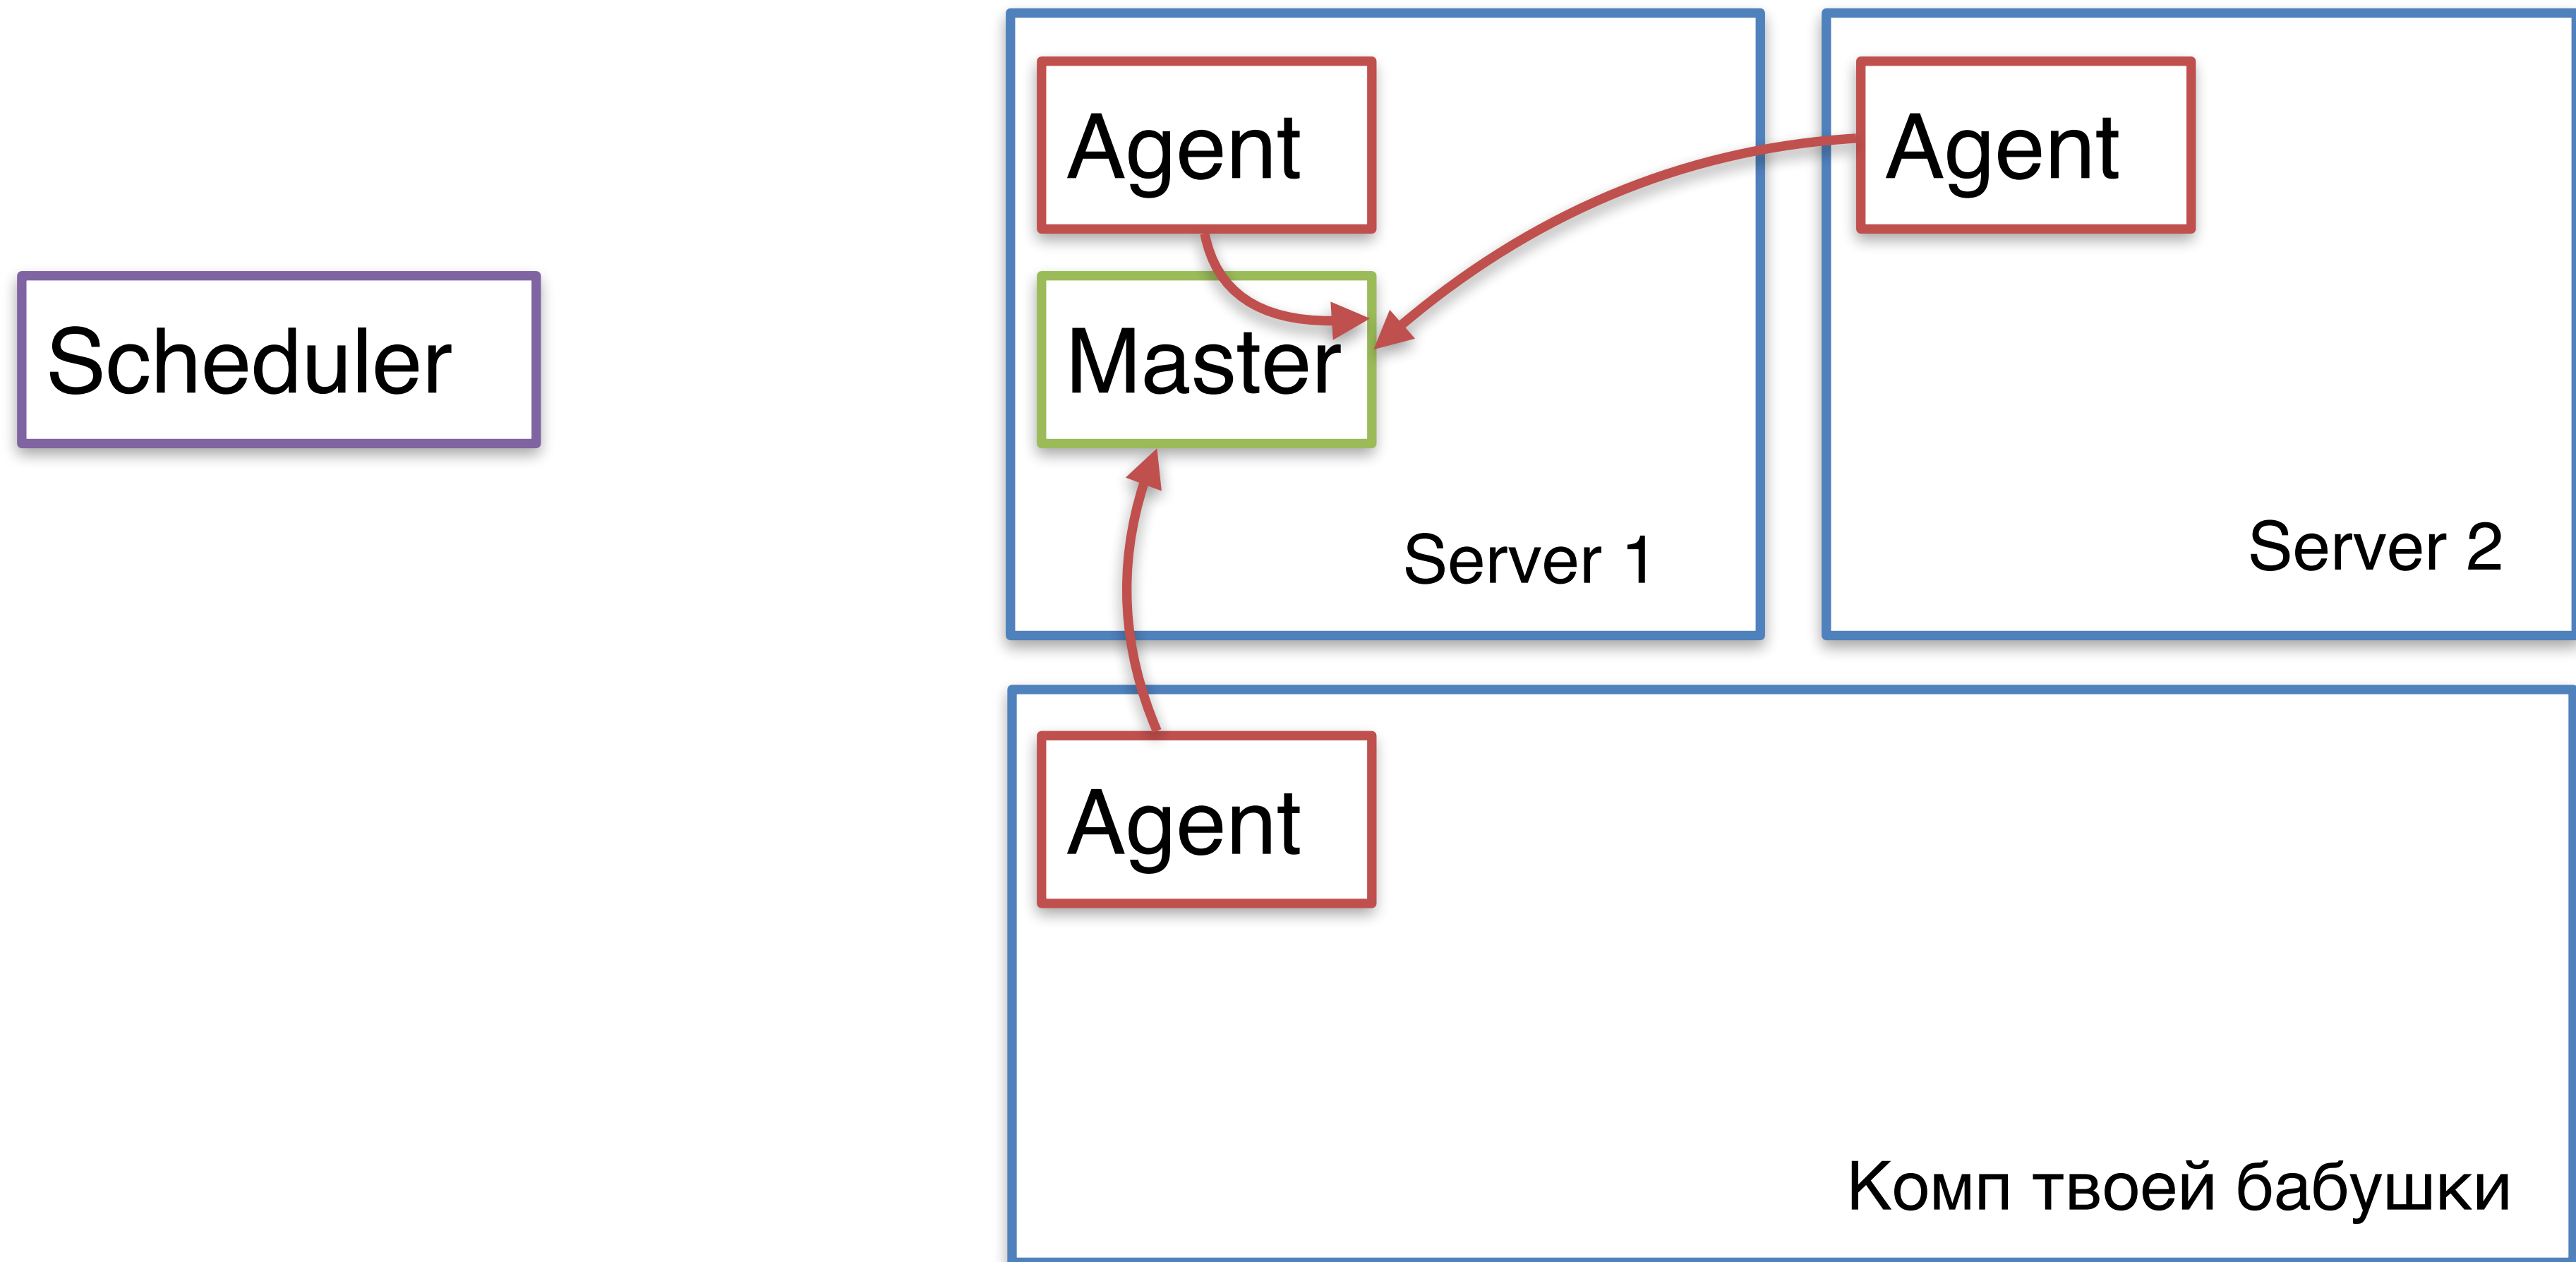 Agent
Agent
Scheduler
Master
Server 1
Server 2
Agent
Комп твоей бабушки